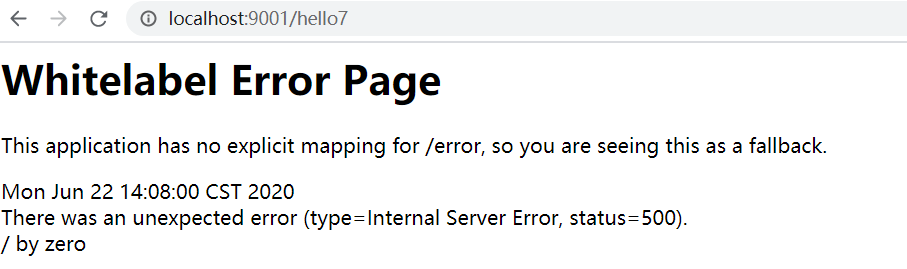 localhost:9001/hello7
Whitelabel Error Page
This application has no explicit mapping for /error, so you are seeing this as a fallback.
Mon Jun 22 14:08:00 CST 2020
There was an unexpected error (type=Internal Server Error, status=500).
/ by zero